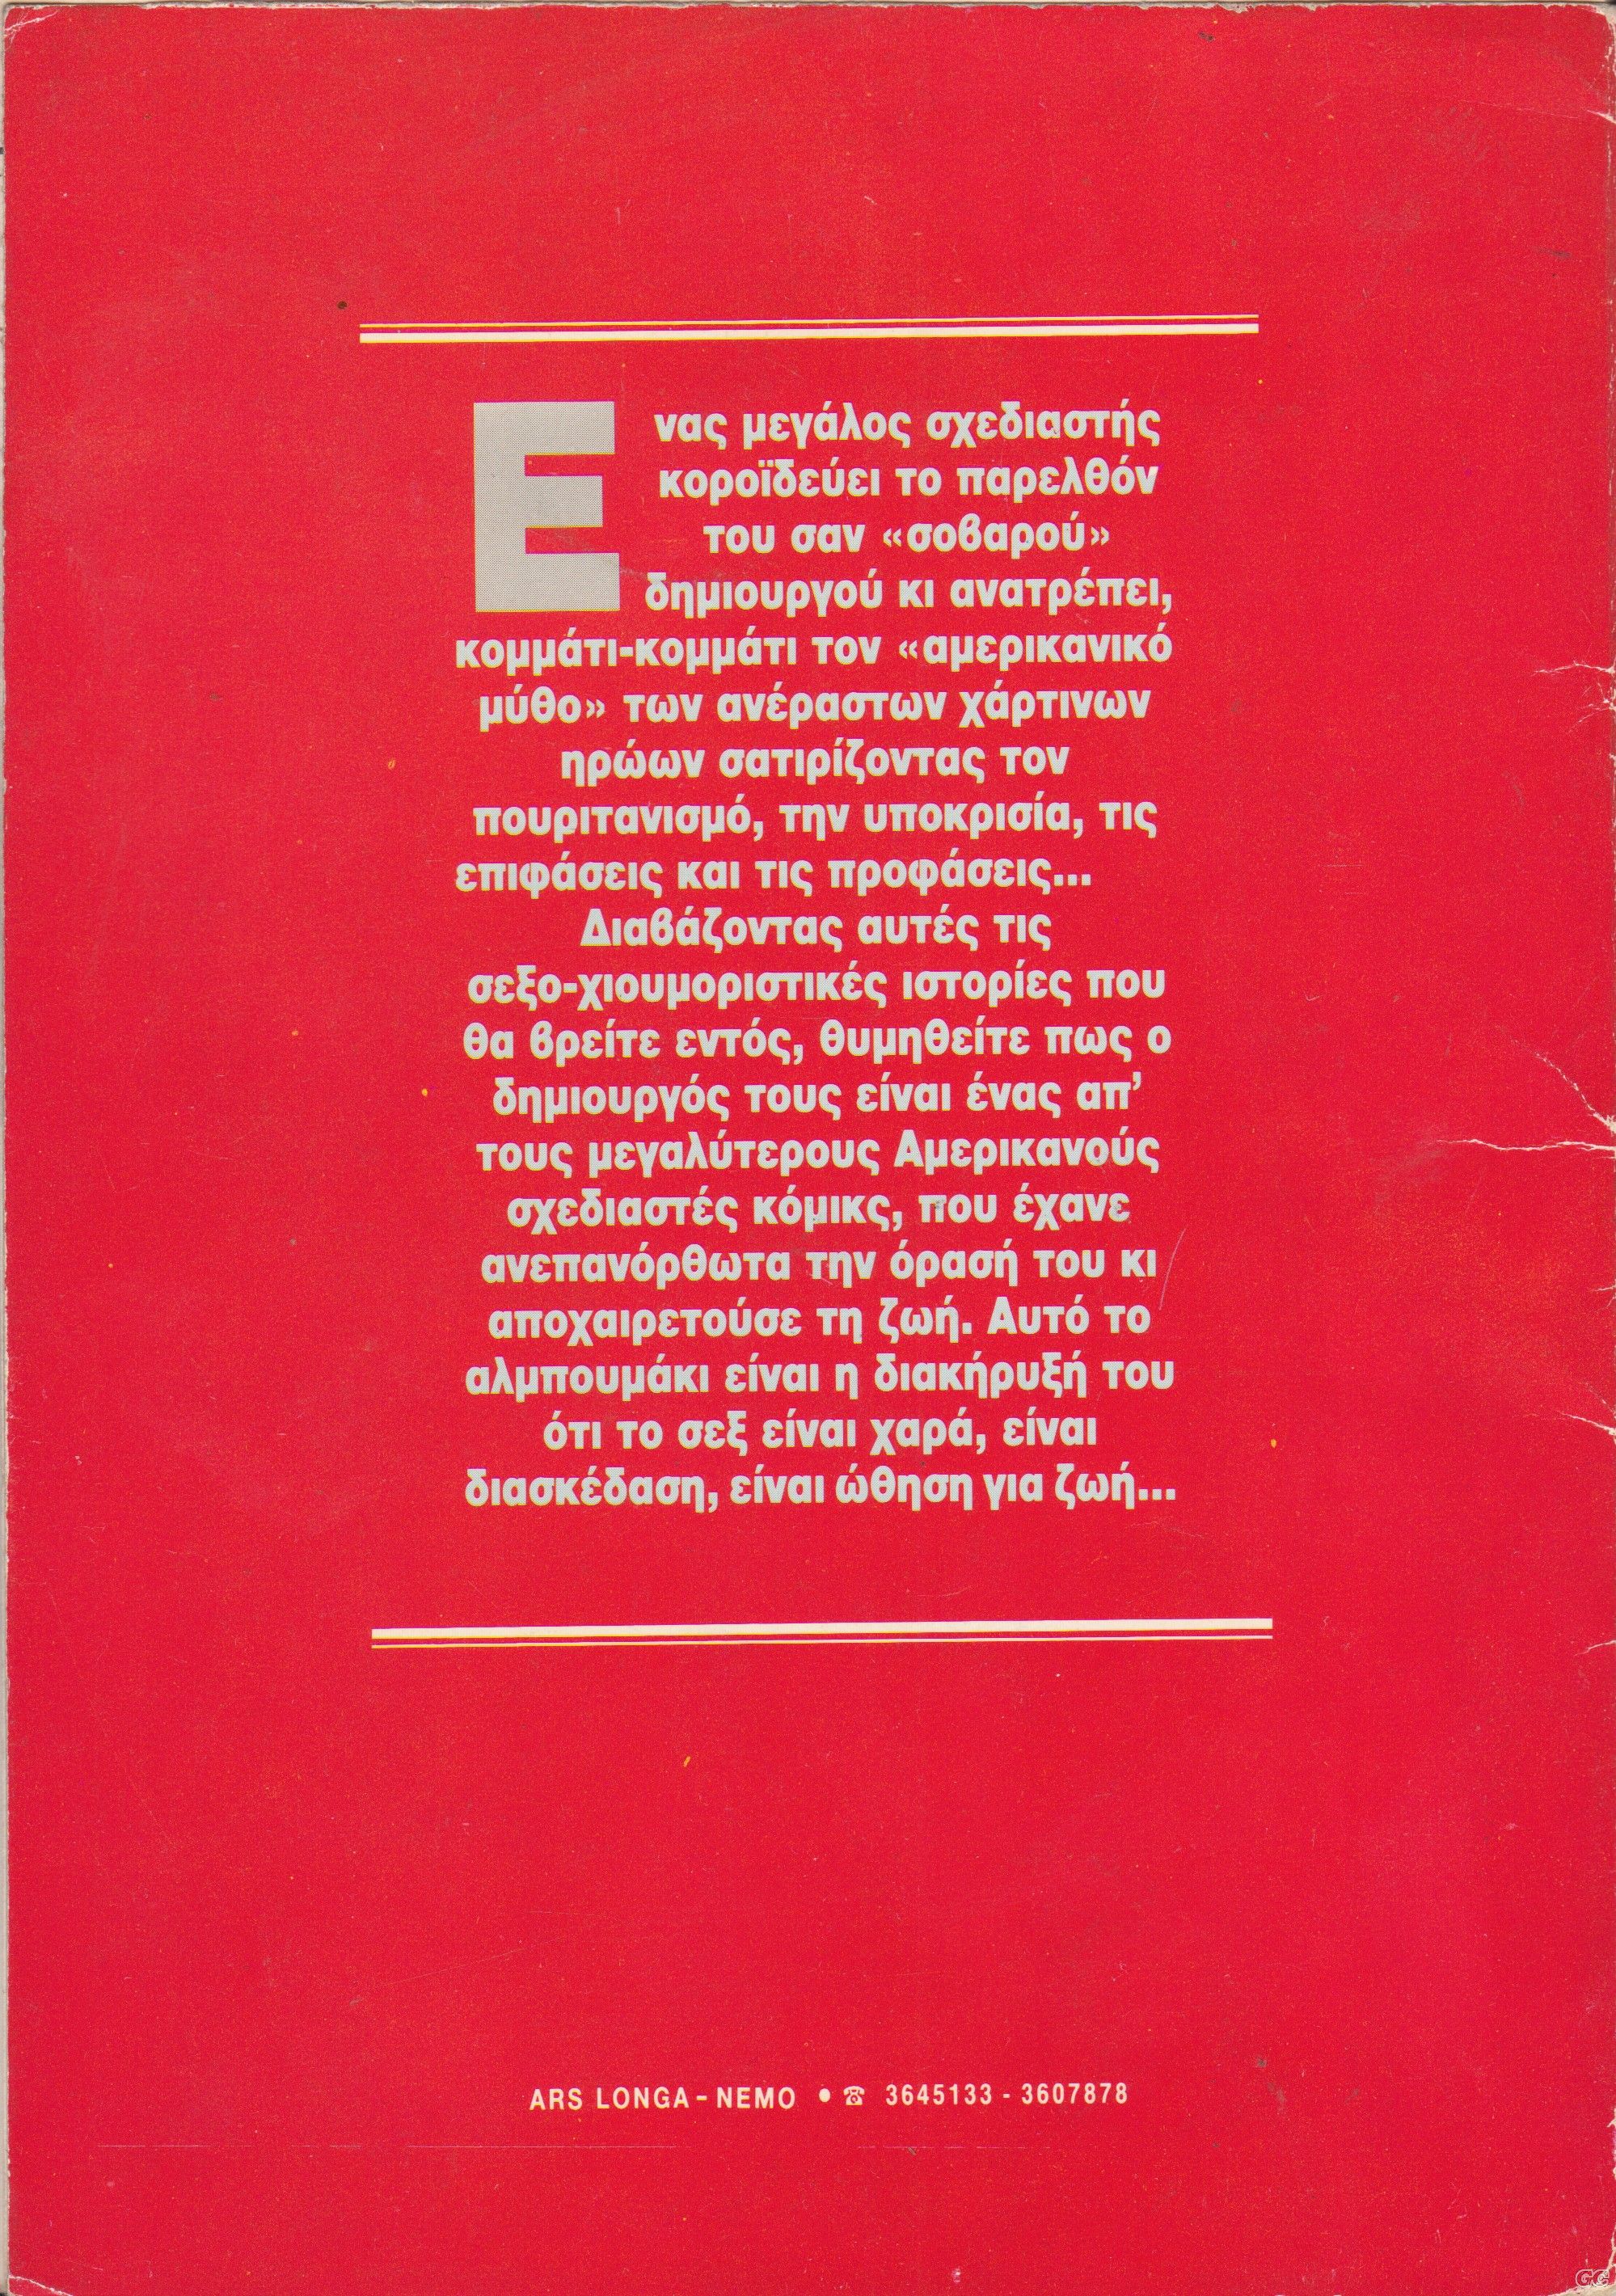 Ενας μεγάλος σχεδιαστής
κοροϊδεύει το παρελθόν
του σαν «σοβαρού»
δημιουργού κι ανατρέπει,
κομμάτι-κομμάτι τον «αμερικανικό
μύθο» των ανέραστων χάρτινων
ηρώων σατιρίζοντας τον
πουριτανισμό, την υποκρισία, τις
επιφάσεις και τις προφάσεις...
Διαβάζοντας αυτές τις
σεξο-χιουμοριστικές ιστορίες που
θα βρείτε εντός, θυμηθείτε πως ο
δημιουργός τους είναι ένας απ'
τους μεγαλύτερους Αμερικανούς
σχεδιαστές κόμικς, που έχανε
ανεπανόρθωτα την όρασή του κι
αποχαιρετούσε τη ζωή. Αυτό το
αλμπουμάκι είναι η διακήρυξή του
ότι το σεξ είναι χαρά, είναι
διασκέδαση, είναι ώθηση για ζωή...
ARS LONGA – NEMO • ☎ 3645133 - 3607878
GG